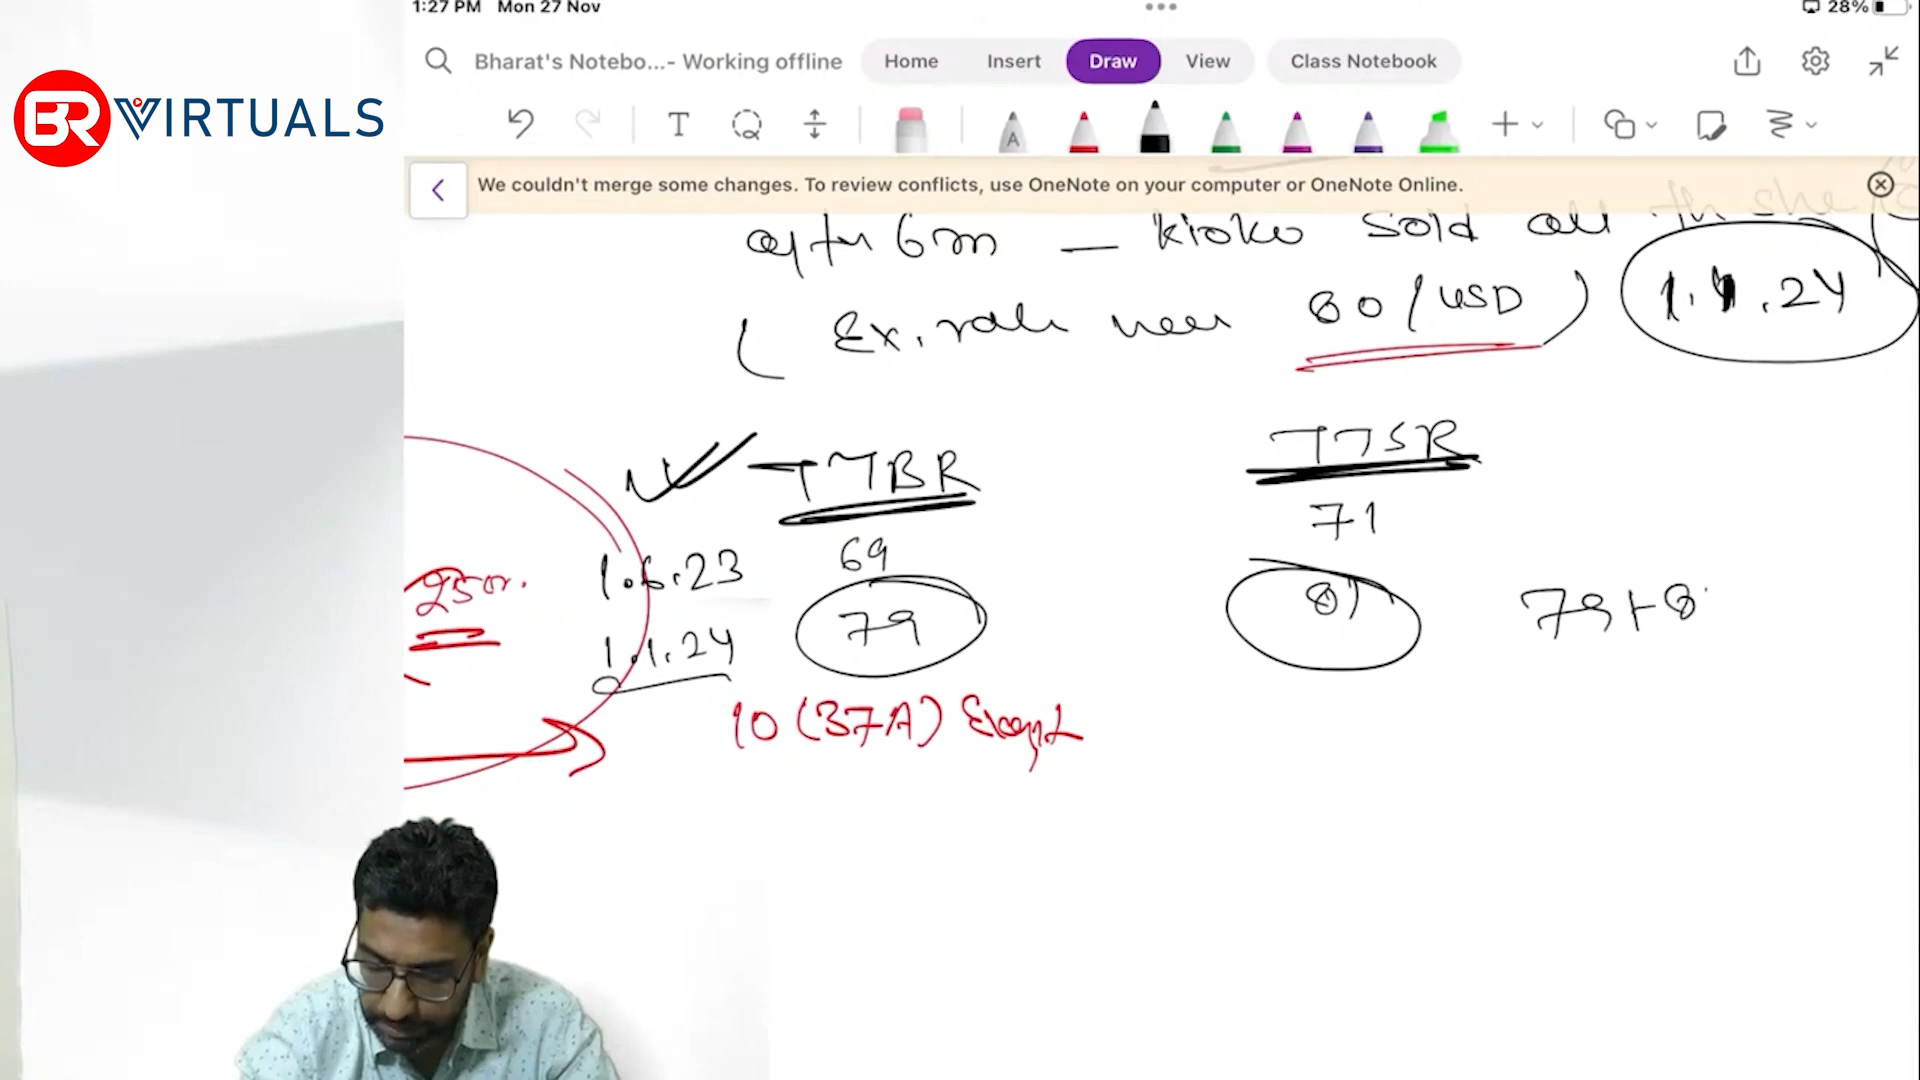 1:27 PM Mon 27 Nov
28%
BR VIRTUALS
Bharat's Notebo...- Working offline
Home Insert Draw View Class Notebook
We couldn't merge some changes. To review conflicts, use OneNote on your computer or OneNote Online.
after 6m — kioko sold all
( Ex. rate 80/USD ) 1.1.24
TTBR TTSR
69 71
1.6.23
25 cr.
79 81 79+8
1.1.24
10 (37A) Exempt